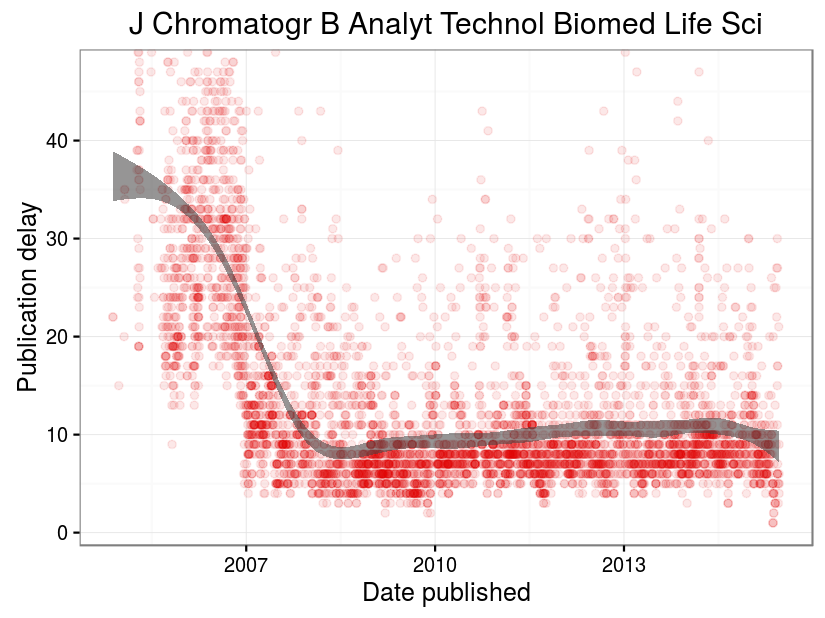 J Chromatogr B Analyt Technol Biomed Life Sci
Publication delay
40
30
20
10
0
2007 2010 2013
Date published